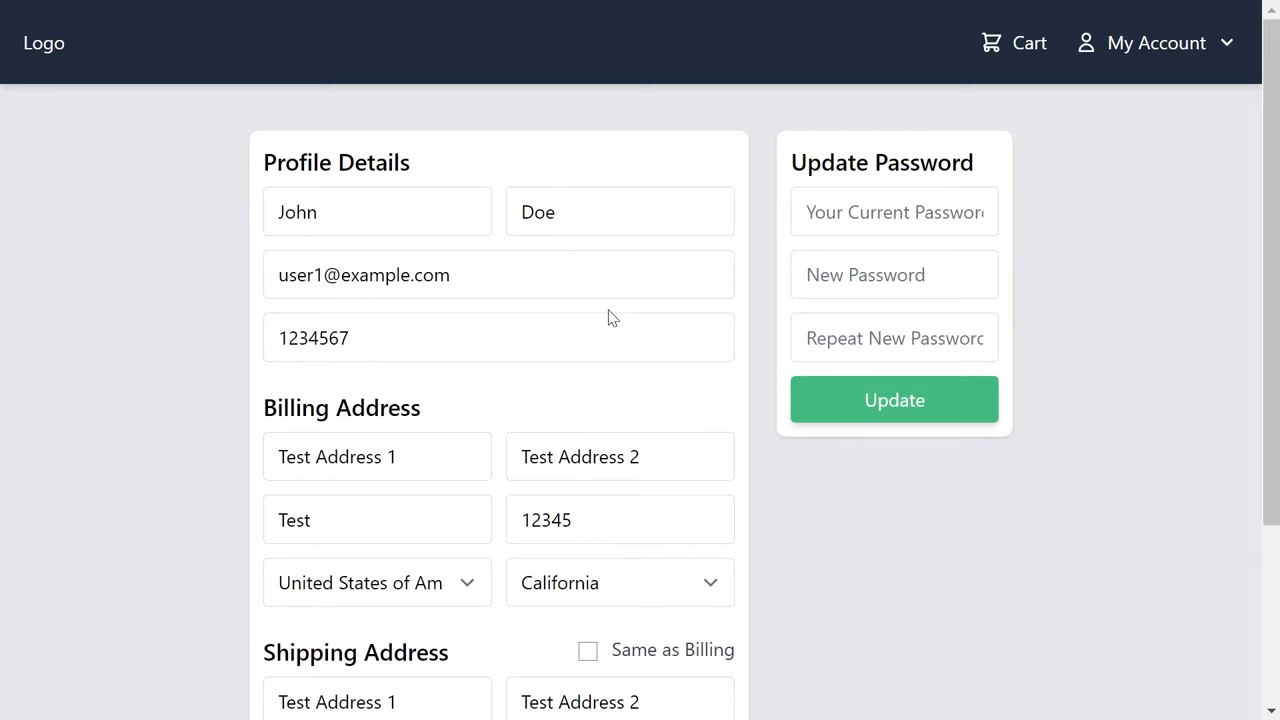 Logo
Cart
My Account
Profile Details
John
Doe
user1@example.com
1234567
Billing Address
Test Address 1
Test Address 2
Test
12345
United States of Am
California
Shipping Address
Same as Billing
Test Address 1
Test Address 2
Update Password
Your Current Passwor
New Password
Repeat New Passworc
Update